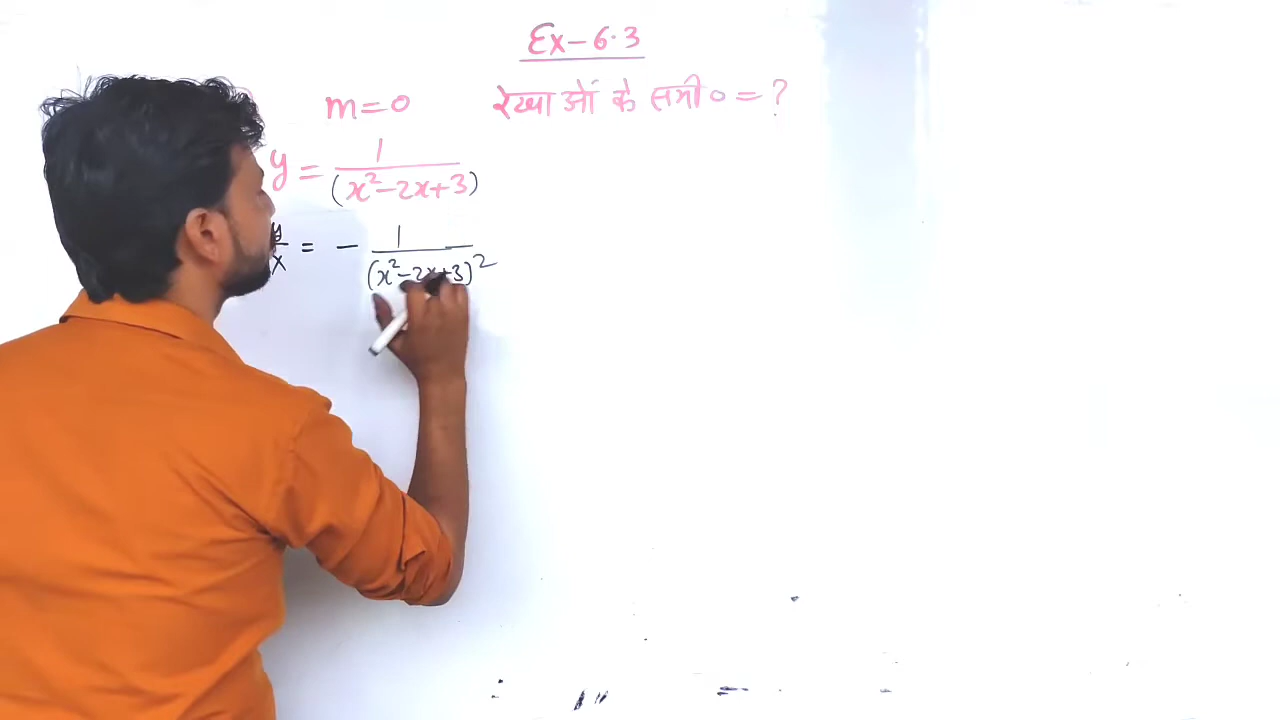 Ex-6.3
m=0 रेखाओं के समी० = ?
y = 1/(x²-2x+3)
y/x = - 1/(x²-2x+3)²